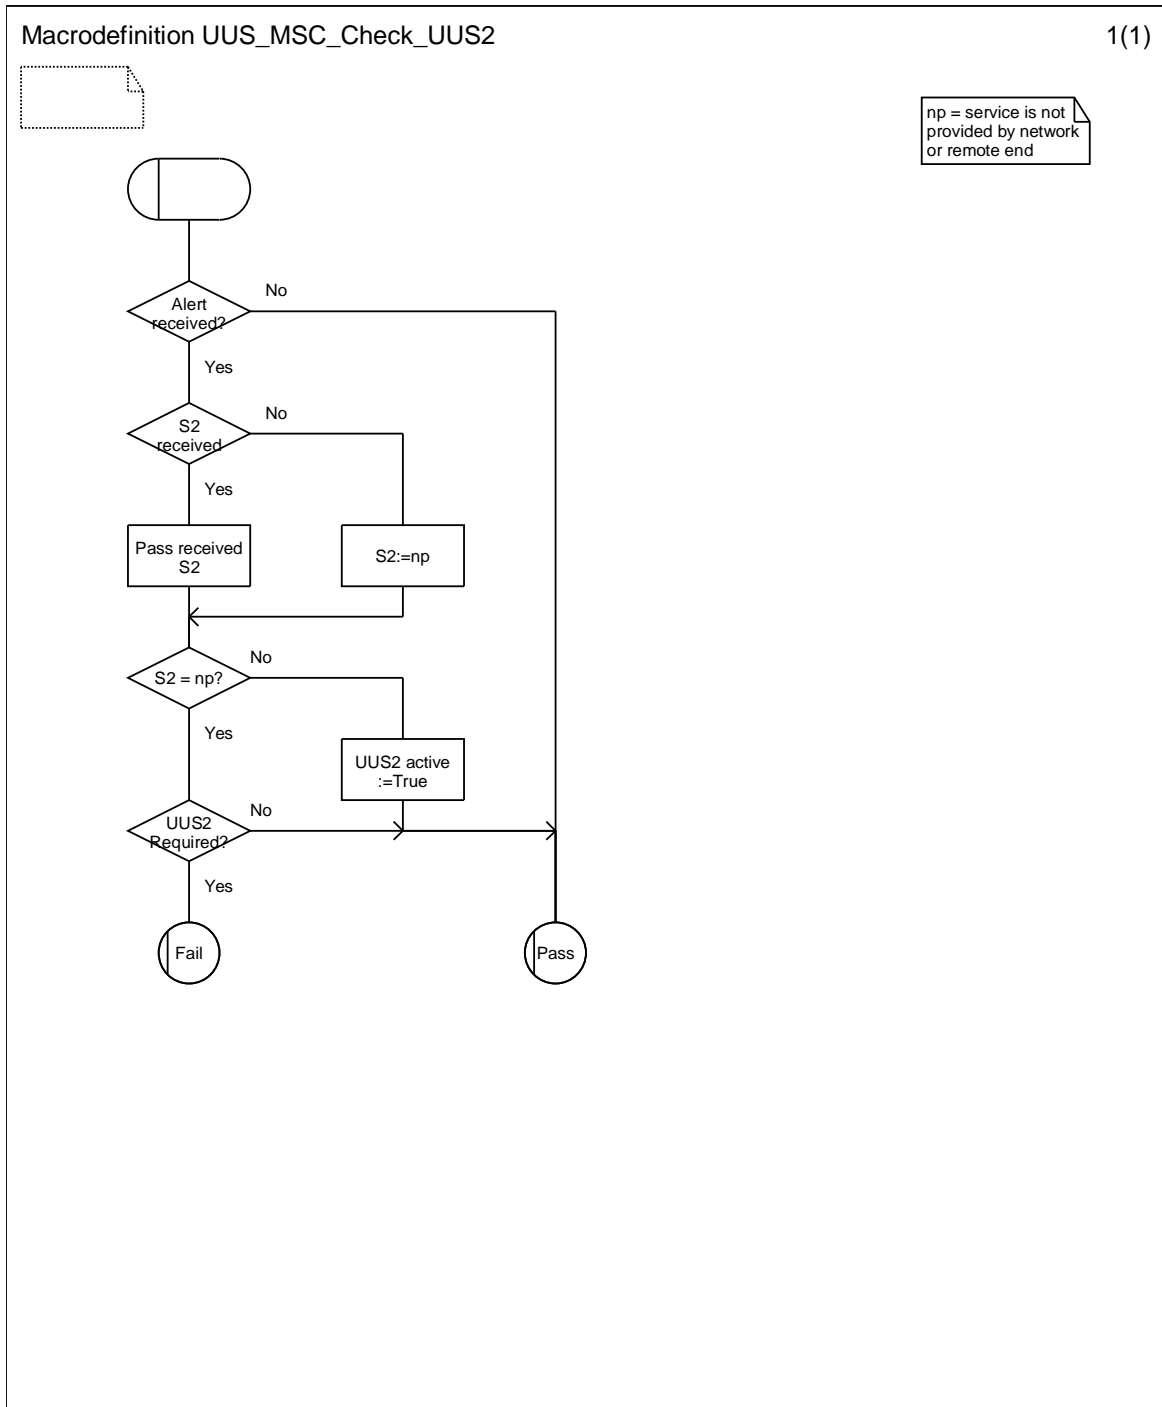 Macrodefinition UUS_MSC_Check_UUS2
1(1)
np = service is not
provided by network
or remote end
Alert
received?
No
Yes
S2
received
No
Yes
Pass received
S2
S2:=np
S2 = np?
No
Yes
UUS2 active
:=True
UUS2
Required?
No
Yes
Fail
Pass